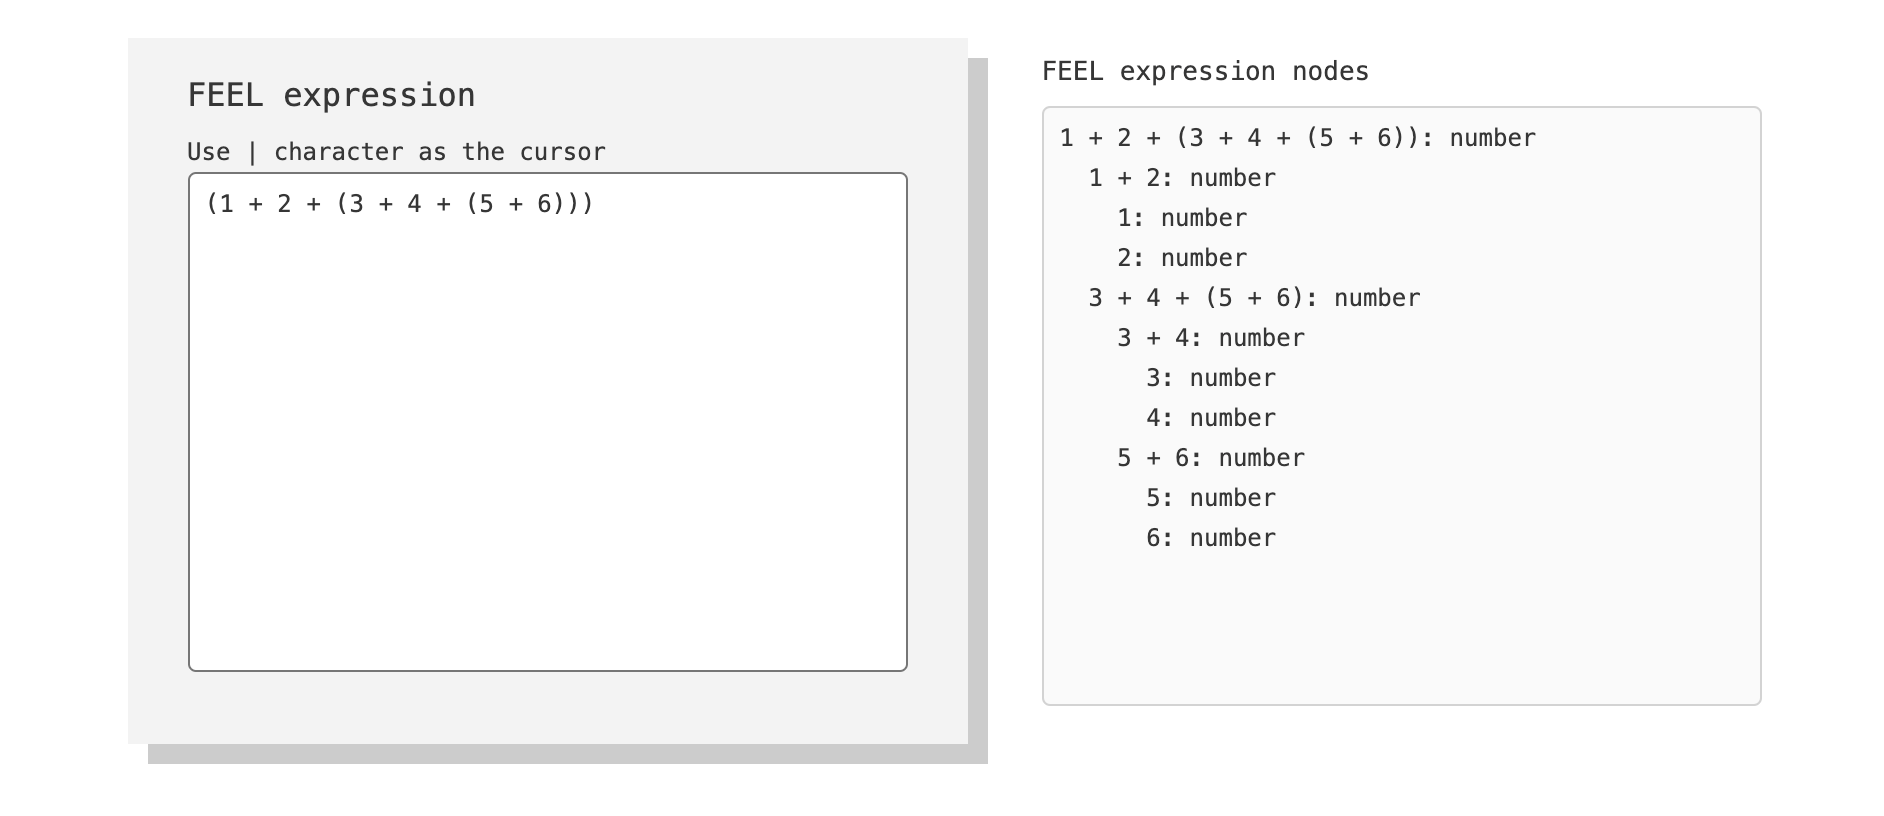 FEEL expression
Use | character as the cursor
(1 + 2 + (3 + 4 + (5 + 6)))
FEEL expression nodes
1 + 2 + (3 + 4 + (5 + 6)): number
1 + 2: number
1: number
2: number
3 + 4 + (5 + 6): number
3 + 4: number
3: number
4: number
5 + 6: number
5: number
6: number